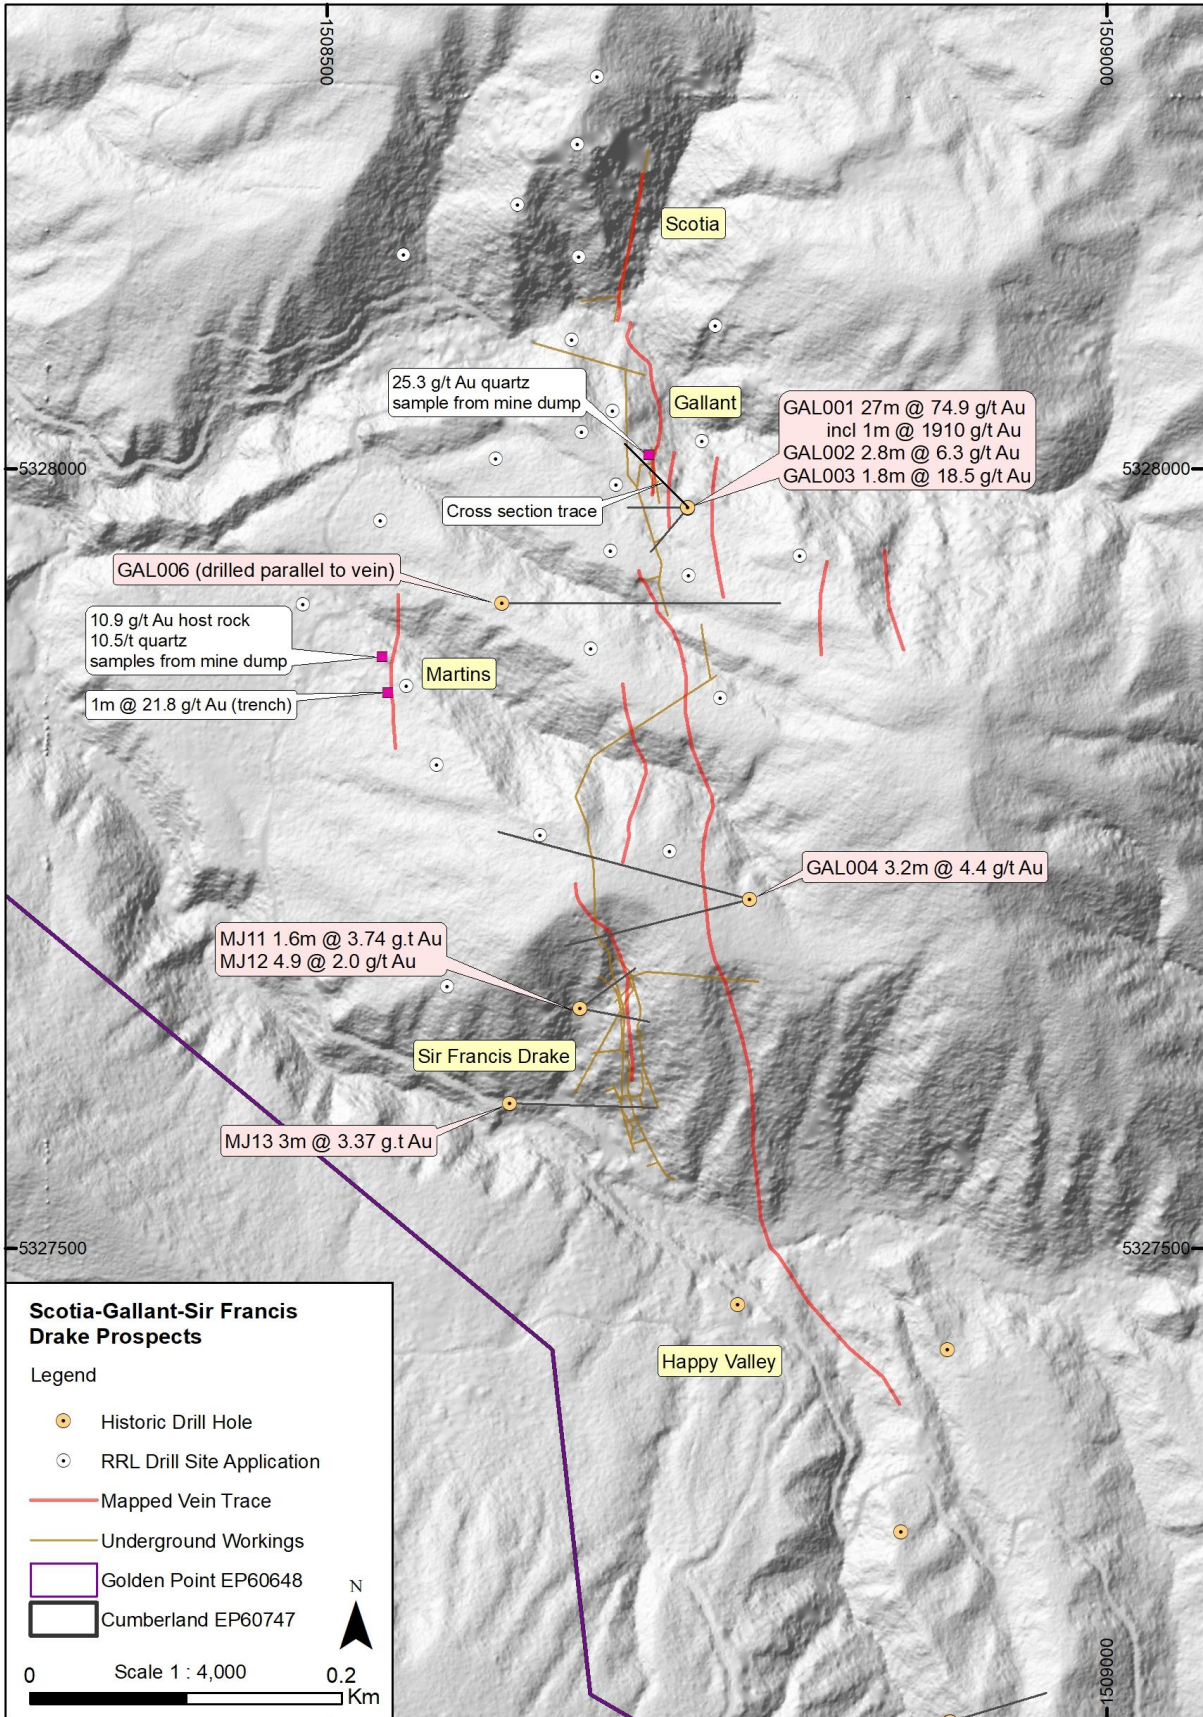 1508500
1509000
Scotia
25.3 g/t Au quartz
sample from mine dump
Gallant
GAL001 27m @ 74.9 g/t Au
incl 1m @ 1910 g/t Au
GAL002 2.8m @ 6.3 g/t Au
GAL003 1.8m @ 18.5 g/t Au
5328000
5328000
Cross section trace
GAL006 (drilled parallel to vein)
10.9 g/t Au host rock
10.5/t quartz
samples from mine dump
Martins
1m @ 21.8 g/t Au (trench)
GAL004 3.2m @ 4.4 g/t Au
MJ11 1.6m @ 3.74 g.t Au
MJ12 4.9 @ 2.0 g/t Au
Sir Francis Drake
MJ13 3m @ 3.37 g.t Au
5327500
5327500
Happy Valley
Scotia-Gallant-Sir Francis
Drake Prospects
Legend
Historic Drill Hole
RRL Drill Site Application
Mapped Vein Trace
Underground Workings
Golden Point EP60648
Cumberland EP60747
N
Scale 1 : 4,000
0 0.2
Km
1509000